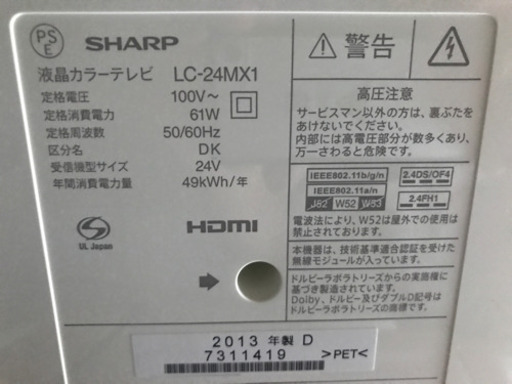 PS E
SHARP
液晶カラーテレビ LC-24MX1
定格電圧 100V～
定格消費電力 61W
定格周波数 50/60Hz
区分名 DK
受信機型サイズ 24V
年間消費電力量 49kWh/年
UL Japan
HDMI
2013 年製 D
7311419 >PET<
警告
高圧注意
サービスマン以外の方は、裏ぶたを
あけないでください。
内部には高電圧部分が数多くあり、
万一さわると危険です。
IEEE802.11b/g/n
IEEE802.11a/n
J52 W52 W53
2.4DS/OF4
2.4FH1
電波法により、W52は屋外での使用は
禁止されています。
本機器は、技術基準適合認証を受けた
無線モジュールが入っています。
ドルビーラボラトリーズからの実施権に
基づき製造されています。
Dolby、ドルビー及びダブルD記号は
ドルビーラボラトリーズの商標です。